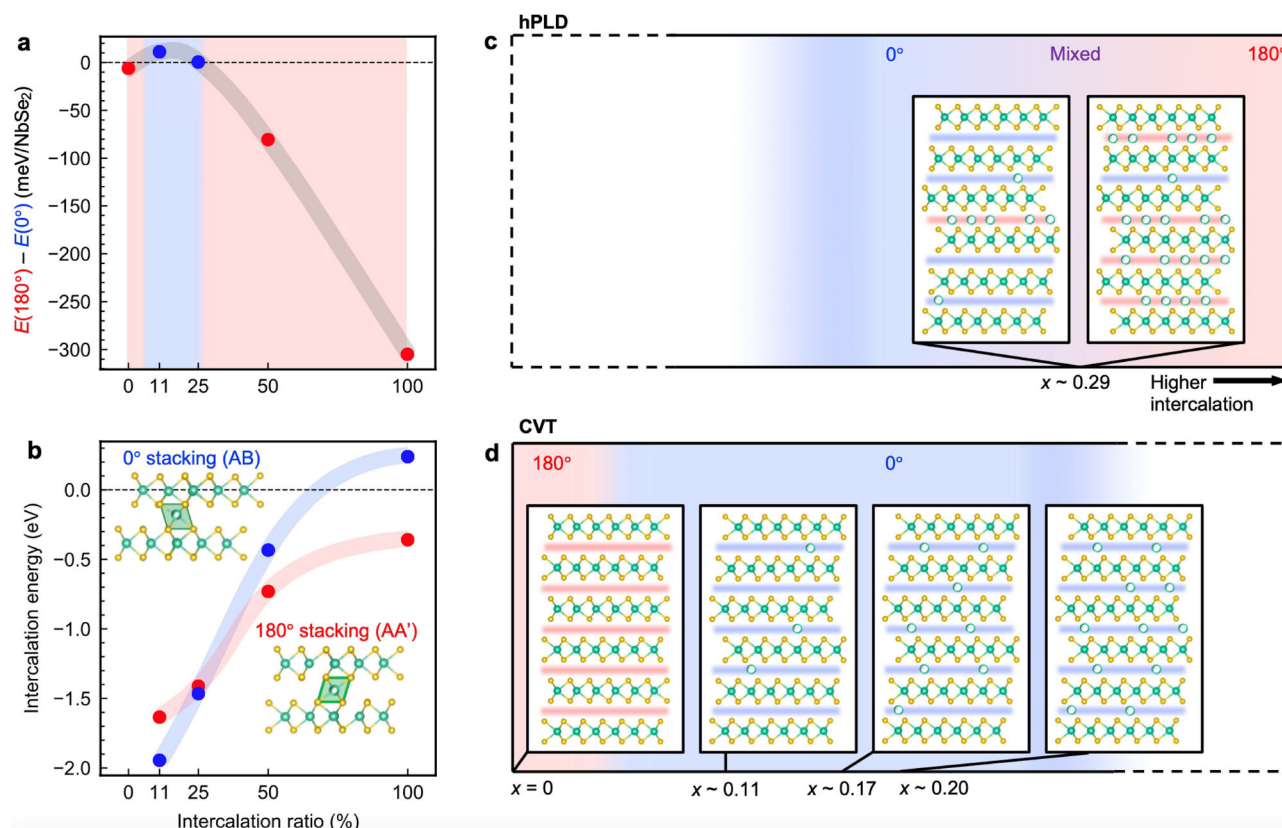 a
E(180°) − E(0°) (meV/NbSe₂)
0
−50
−100
−150
−200
−250
−300
0 11 25 50 100
b
0° stacking (AB)
180° stacking (AA’)
Intercalation energy (eV)
0.0
−0.5
−1.0
−1.5
−2.0
0 11 25 50 100
Intercalation ratio (%)
c
hPLD
0° Mixed 180°
x ~ 0.29
Higher
intercalation
d
CVT
180° 0°
x = 0 x ~ 0.11 x ~ 0.17 x ~ 0.20